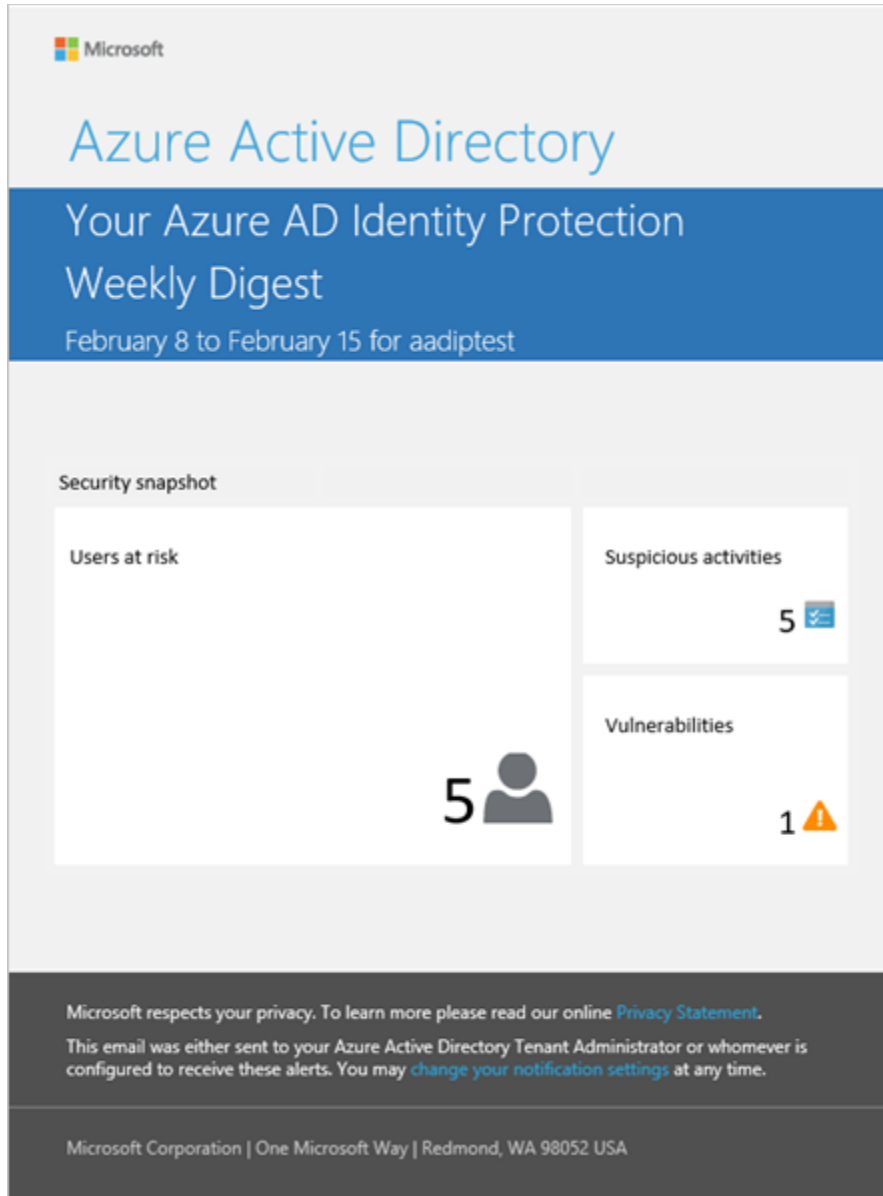 Microsoft
Azure Active Directory
Your Azure AD Identity Protection
Weekly Digest
February 8 to February 15 for aadiptest
Security snapshot
Users at risk
5
Suspicious activities
5
Vulnerabilities
1
Microsoft respects your privacy. To learn more please read our online Privacy Statement.
This email was either sent to your Azure Active Directory Tenant Administrator or whomever is
configured to receive these alerts. You may change your notification settings at any time.
Microsoft Corporation | One Microsoft Way | Redmond, WA 98052 USA